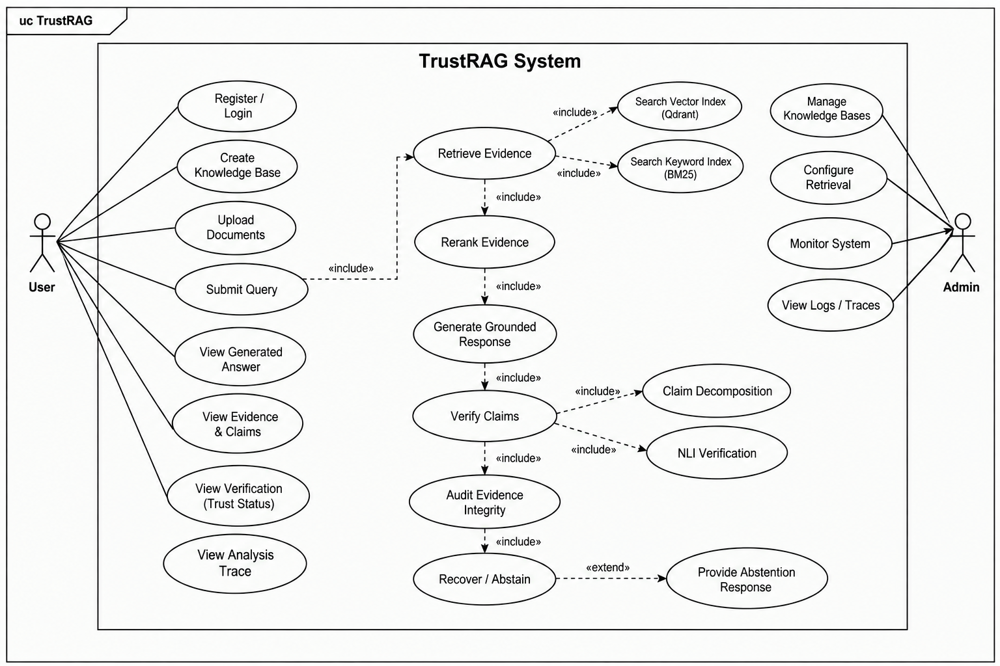 uc TrustRAG
TrustRAG System
Register /
Login
Create
Knowledge Base
Upload
Documents
Submit Query
View Generated
Answer
View Evidence
& Claims
View Verification
(Trust Status)
View Analysis
Trace
User
«include»
Retrieve Evidence
«include»
Search Vector Index
(Qdrant)
«include»
Search Keyword Index
(BM25)
«include»
Rerank Evidence
«include»
Generate Grounded
Response
«include»
Verify Claims
«include»
Claim Decomposition
«include»
NLI Verification
«include»
Audit Evidence
Integrity
«include»
Recover / Abstain
«extend»
Provide Abstention
Response
Manage
Knowledge Bases
Configure
Retrieval
Monitor System
View Logs / Traces
Admin